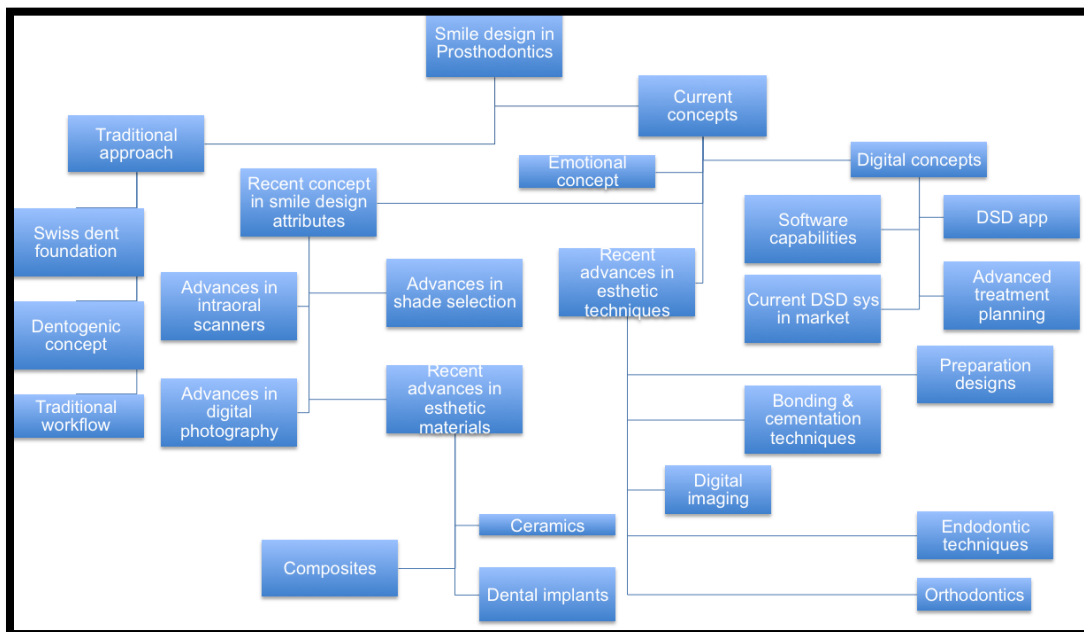 Smile design in
Prosthodontics
Current
concepts
Traditional
approach
Emotional
concept
Digital concepts
Recent concept
in smile design
attributes
Swiss dent
foundation
Software
capabilities
DSD app
Recent
advances in
esthetic
techniques
Advances in
intraoral
scanners
Advances in
shade selection
Current DSD sys
in market
Advanced
treatment
planning
Dentogenic
concept
Preparation
designs
Recent
advances in
esthetic
materials
Traditional
workflow
Advances in
digital
photography
Bonding &
cementation
techniques
Digital
imaging
Ceramics
Endodontic
techniques
Composites
Dental implants
Orthodontics